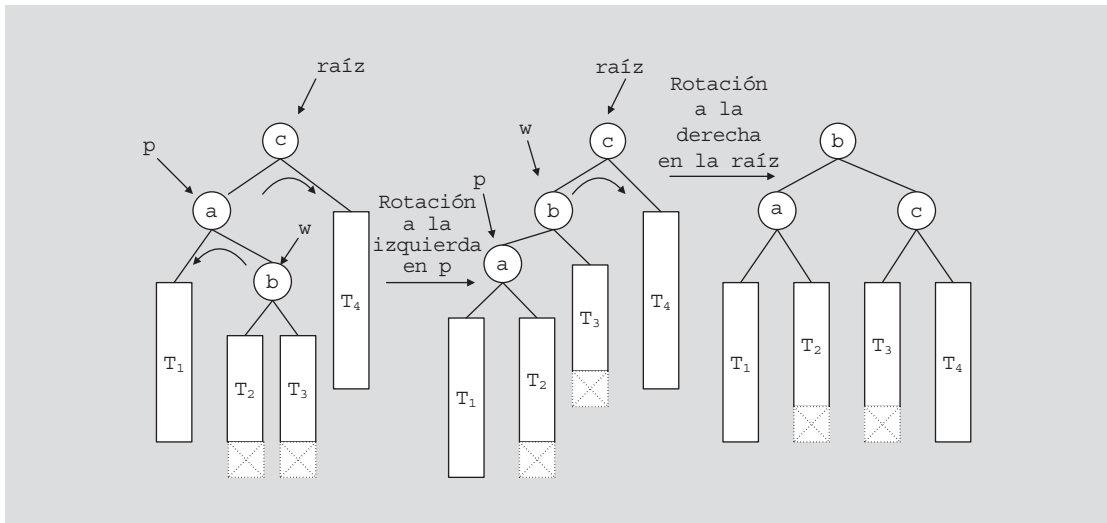 raíz
c
p
a
w
b
T₁
T₂
T₃
T₄
Rotación
a la
izquierda
en p
raíz
w
c
p
b
a
T₁
T₂
T₃
T₄
Rotación
a la
derecha
en la raíz
b
a
c
T₁
T₂
T₃
T₄